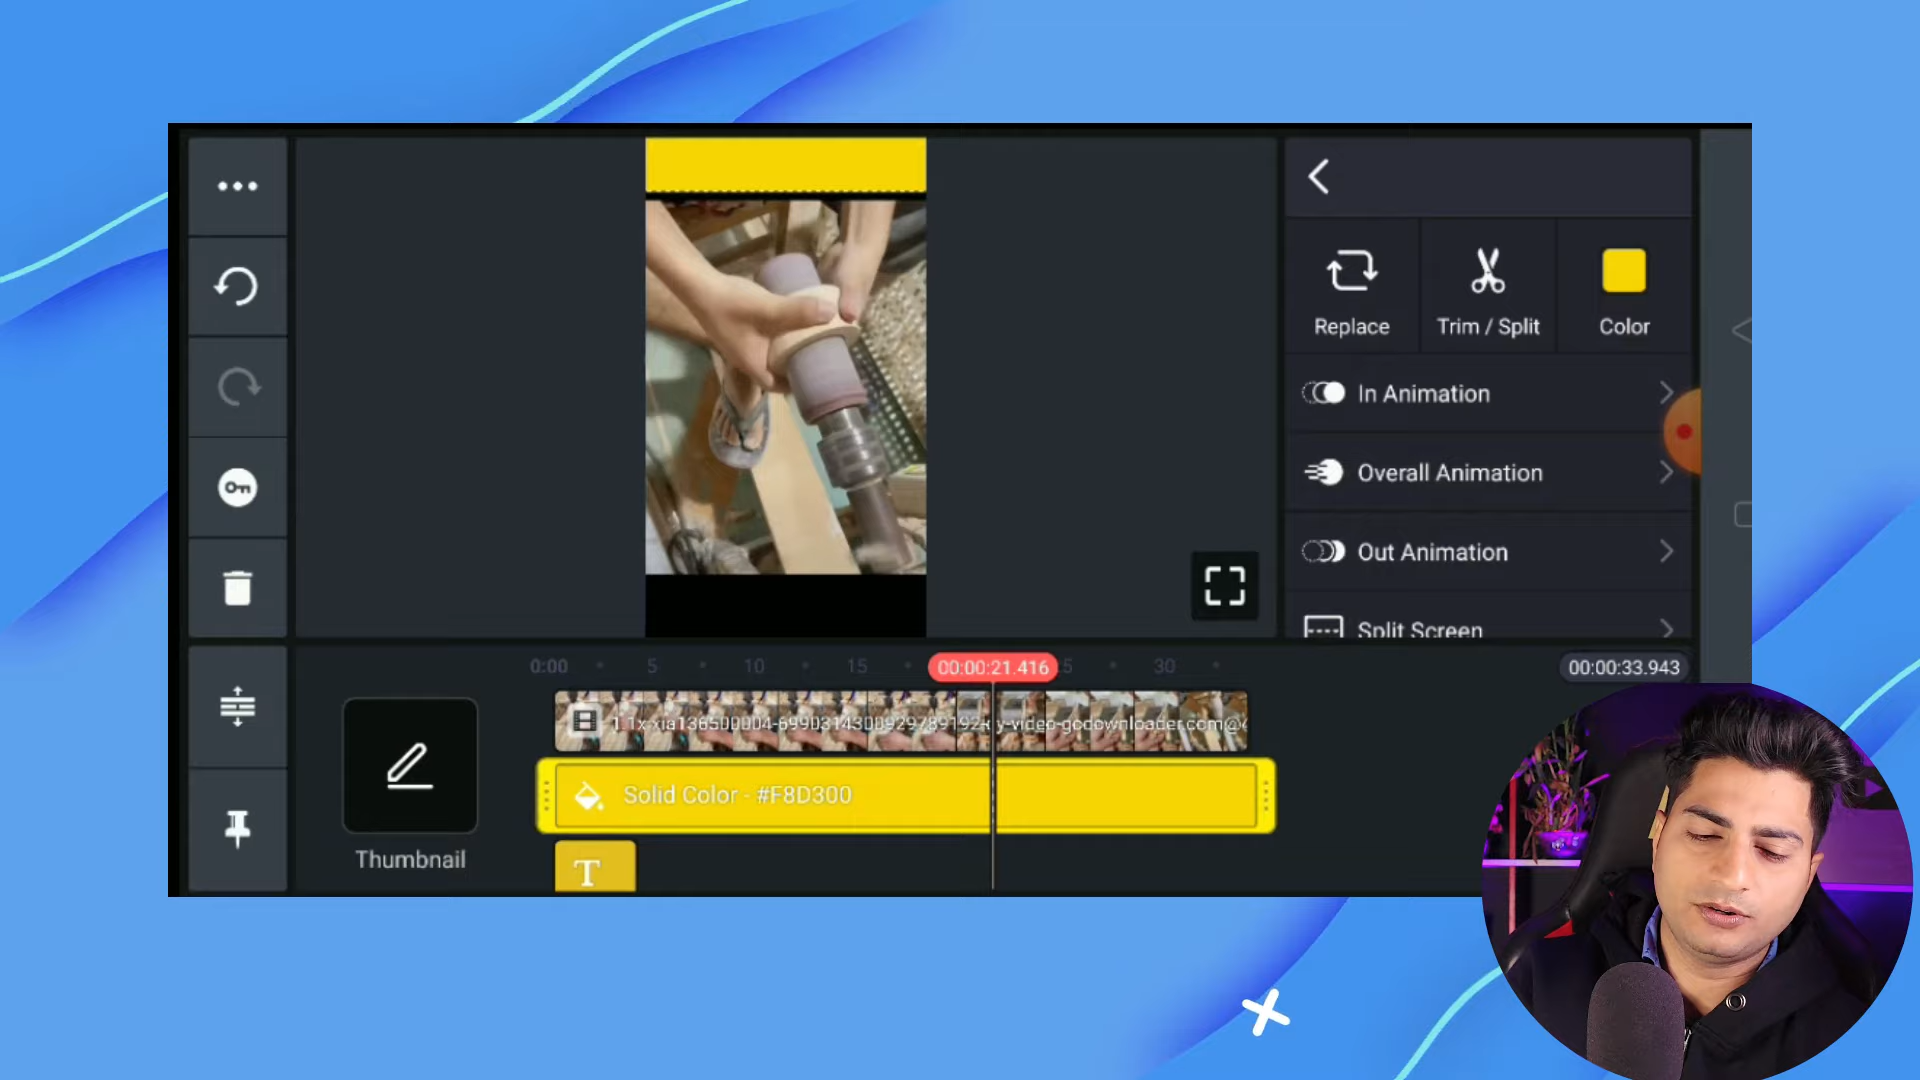 Replace
Trim / Split
Color
In Animation
Overall Animation
Out Animation
Split Screen
0:00
5
10
15
00:00:21.416
5
30
00:00:33.943
Solid Color - #F8D300
T
Thumbnail